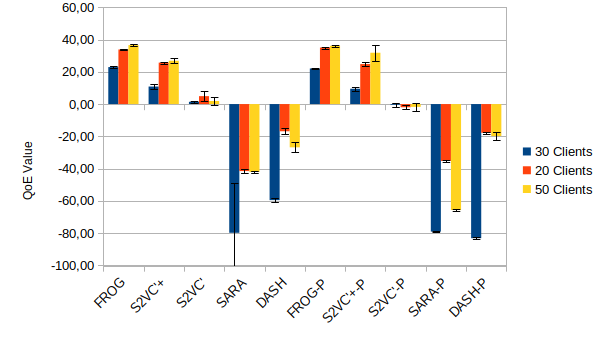 60,00
40,00
20,00
0,00
-20,00
-40,00
-60,00
-80,00
-100,00
QoE Value
FROG
S2VC'+
S2VC'
SARA
DASH
FROG-P
S2VC'+-P
S2VC'-P
SARA-P
DASH-P
30 Clients
20 Clients
50 Clients